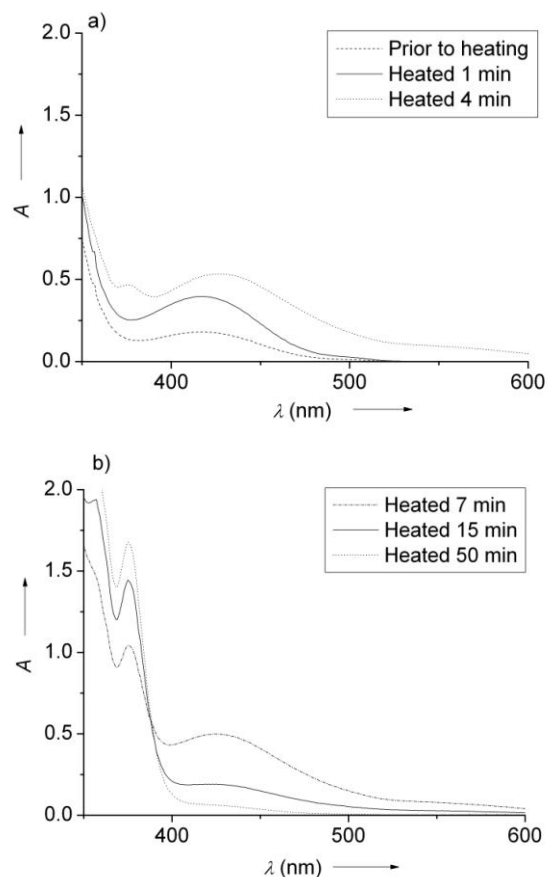 a)
Prior to heating
Heated 1 min
Heated 4 min
2.0
1.5
1.0
0.5
0.0
A
400
500
600
λ (nm)
b)
Heated 7 min
Heated 15 min
Heated 50 min
2.0
1.5
1.0
0.5
0.0
A
400
500
600
λ (nm)